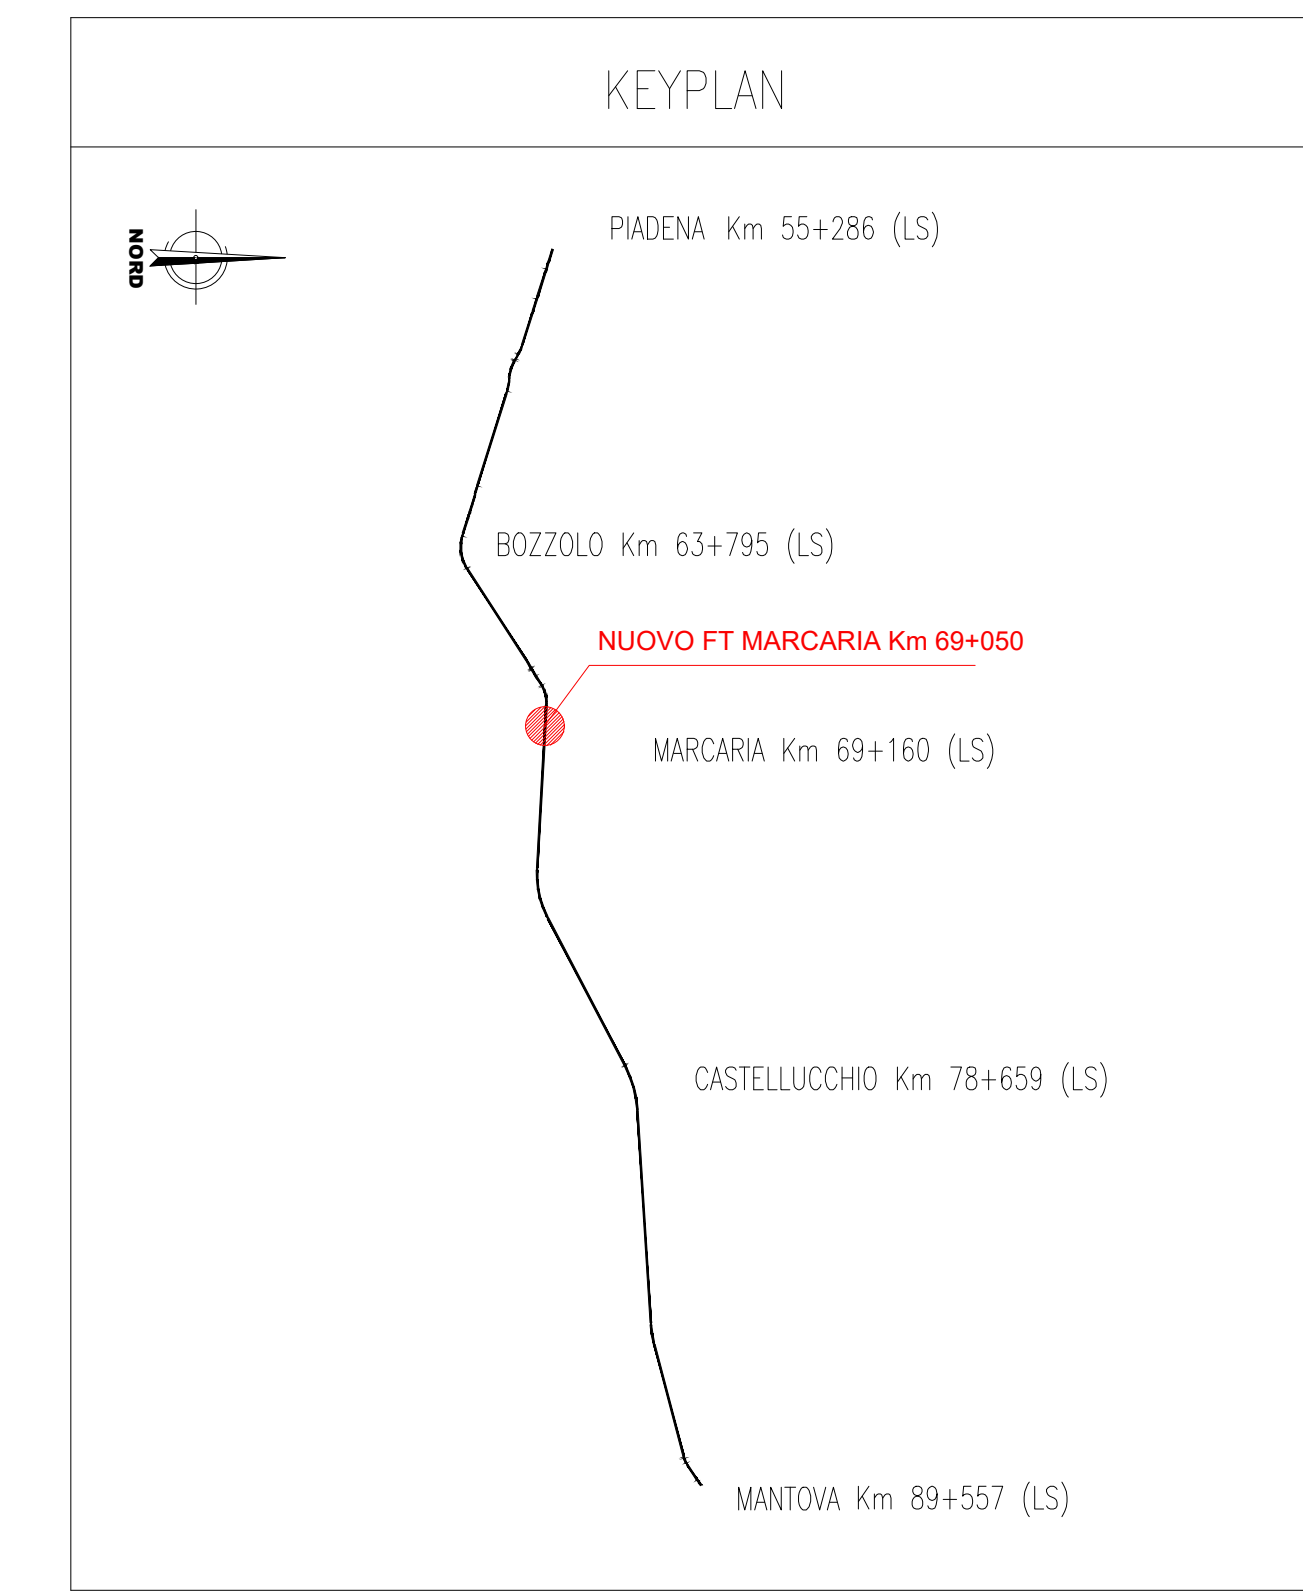 KEYPLAN
NORD
PIADENA Km 55+286 (LS)
BOZZOLO Km 63+795 (LS)
NUOVO FT MARCARIA Km 69+050
MARCARIA Km 69+160 (LS)
CASTELLUCCHIO Km 78+659 (LS)
MANTOVA Km 89+557 (LS)